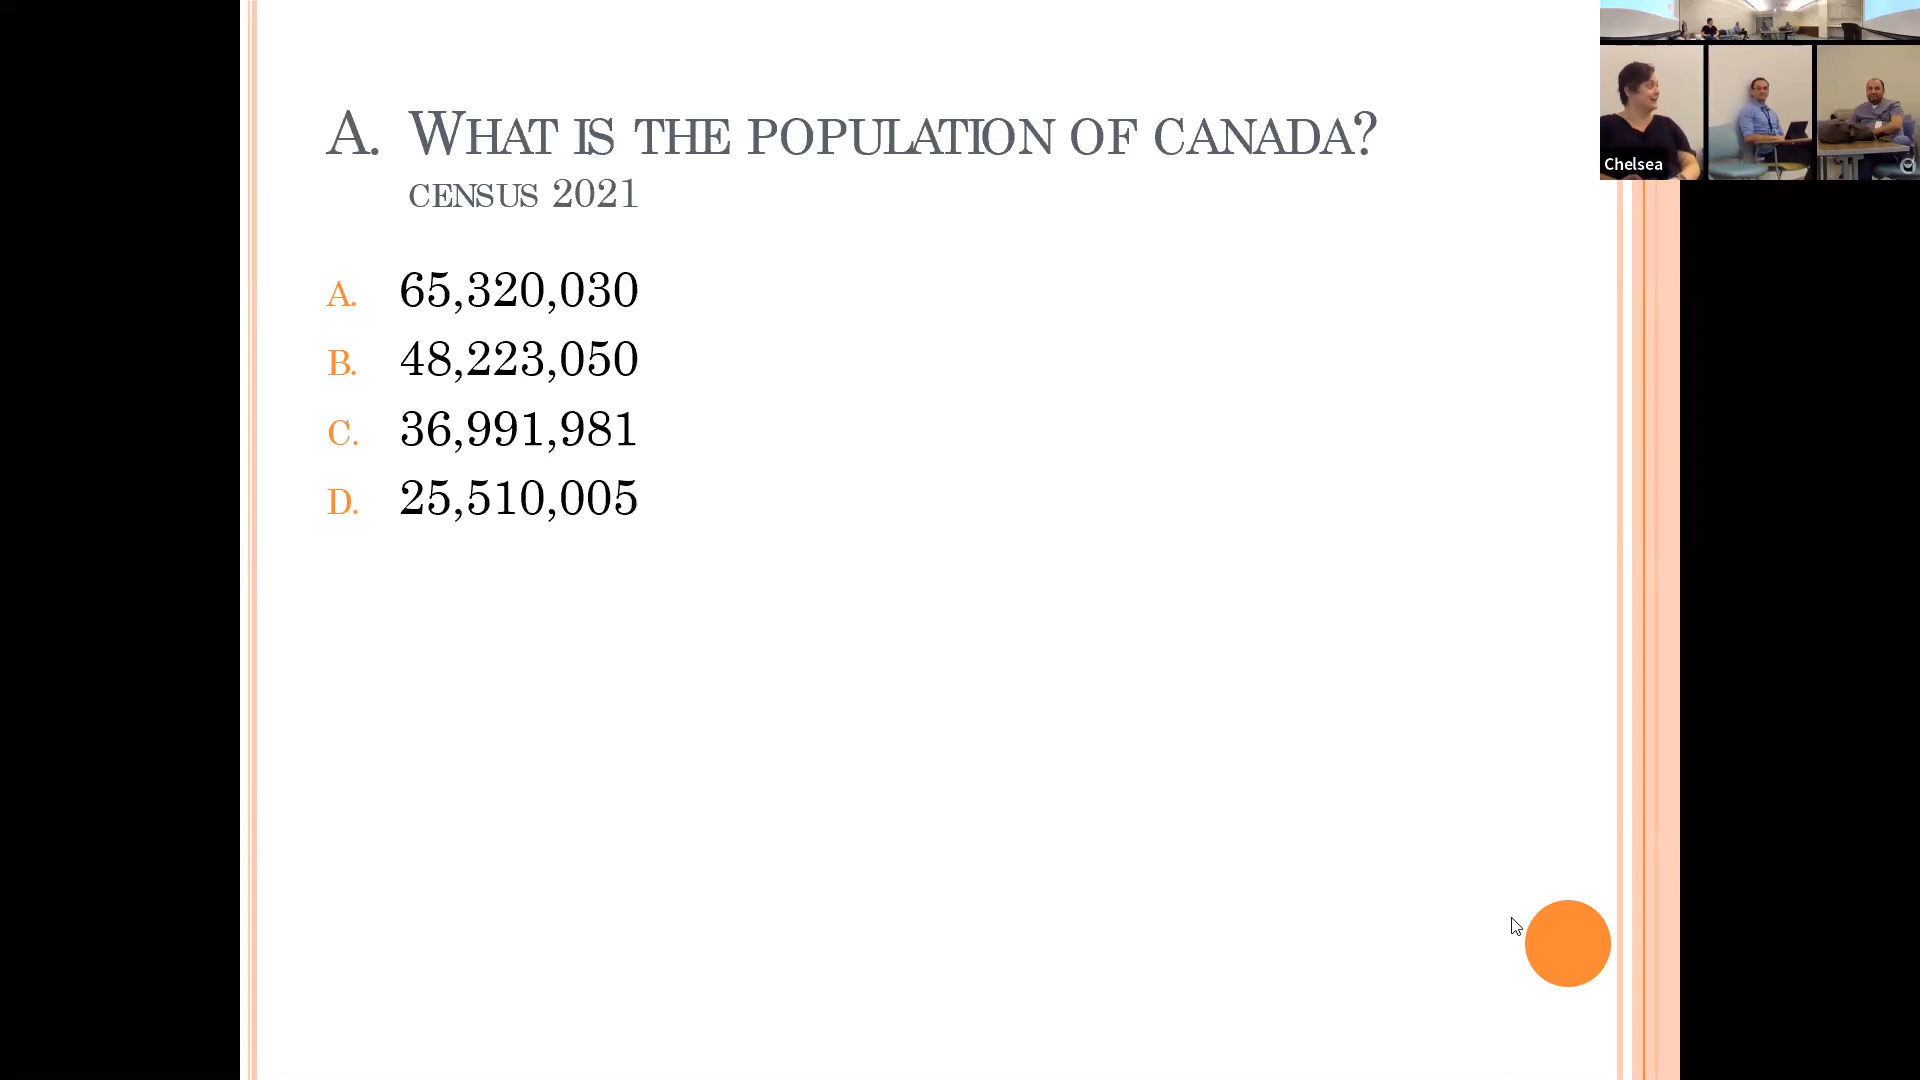 A. WHAT IS THE POPULATION OF CANADA?
CENSUS 2021
A. 65,320,030
B. 48,223,050
C. 36,991,981
D. 25,510,005
Chelsea